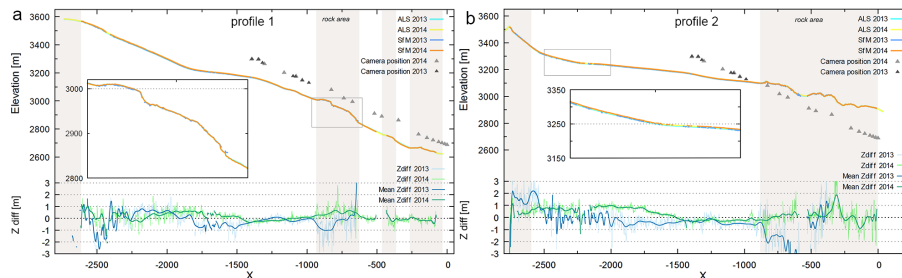 a
profile 1
rock area
ALS 2013
ALS 2014
SfM 2013
SfM 2014
Camera position 2014
Camera position 2013
Elevation [m]
3600
3400
3200
3000
2800
2600
3000
2900
2800
Zdiff 2013
Zdiff 2014
Mean Zdiff 2013
Mean Zdiff 2014
Z diff [m]
3
2
1
0
-1
-2
-3
-2500
-2000
-1500
-1000
-500
0
X
b
profile 2
rock area
ALS 2013
ALS 2014
SfM 2013
SfM 2014
Camera position 2014
Camera position 2013
Elevation [m]
3600
3400
3200
3000
2800
2600
3350
3250
3150
Zdiff 2013
Zdiff 2014
Mean Zdiff 2013
Mean Zdiff 2014
Z diff [m]
3
2
1
0
-1
-2
-3
-2500
-2000
-1500
-1000
-500
0
X